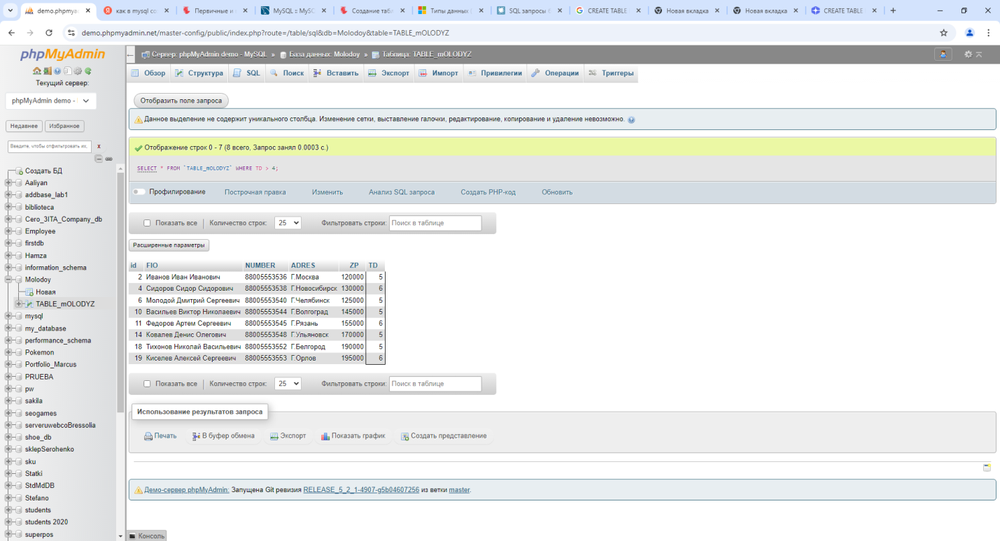 demo.phpmya
как в mysql со
Первичные и
MySQL :: MySC
Создание табл
Типы данных
SQL запросы б
CREATE TABLE
Новая вкладка
Новая вкладка
CREATE TABLE
demo.phpmyadmin.net/master-config/public/index.php?route=/table/sql&db=Molodoy&table=TABLE_mOLODYZ
phpMyAdmin
Текущий сервер:
phpMyAdmin demo -
Недавнее Избранное
Введите, чтобы отфильтровать их, X
Создать БД
Aaliyan
addbase_lab1
biblioteca
Cero_3ITA_Company_db
Employee
firstdb
Hamza
information_schema
Molodoy
Новая
TABLE_mOLODYZ
mysql
my_database
performance_schema
Pokemon
Portfolio_Marcus
PRUEBA
pw
sakila
seogames
serveruwebcoBressolia
shoe_db
sklepSerohenko
sku
Statki
StdMdDB
Stefano
students
students 2020
superpos
Сервер: phpMyAdmin demo - MySQL » База данных: Molodoy » Таблица: TABLE_mOLODYZ
Обзор Структура SQL Поиск Вставить Экспорт Импорт Привилегии Операции Триггеры
Отобразить поле запроса
Данное выделение не содержит уникального столбца. Изменение сетки, выставление галочки, редактирование, копирование и удаление невозможно.
Отображение строк 0 - 7 (8 всего, Запрос занял 0.0003 с.)
SELECT * FROM `TABLE_mOLODYZ` WHERE TD > 4;
Профилирование Построчная правка Изменить Анализ SQL запроса Создать PHP-код Обновить
Показать все Количество строк: 25 Фильтровать строки: Поиск в таблице
Расширенные параметры
id FIO NUMBER ADRES ZP TD
2 Иванов Иван Иванович 88005553536 Г.Москва 120000 5
4 Сидоров Сидор Сидорович 88005553538 Г.Новосибирск 130000 6
6 Молодой Дмитрий Сергеевич 88005553540 Г.Челябинск 125000 5
10 Васильев Виктор Николаевич 88005553544 Г.Волгоград 145000 5
11 Федоров Артем Сергеевич 88005553545 Г.Рязань 155000 6
14 Ковалев Денис Олегович 88005553548 Г.Ульяновск 170000 5
18 Тихонов Николай Васильевич 88005553552 Г.Белгород 190000 5
19 Киселев Алексей Сергеевич 88005553553 Г.Орлов 195000 6
Показать все Количество строк: 25 Фильтровать строки: Поиск в таблице
Использование результатов запроса
Печать В буфер обмена Экспорт Показать график Создать представление
Демо-сервер phpMyAdmin: Запущена Git ревизия RELEASE_5_2_1-4907-g5b04607256 из ветки master.
Консоль